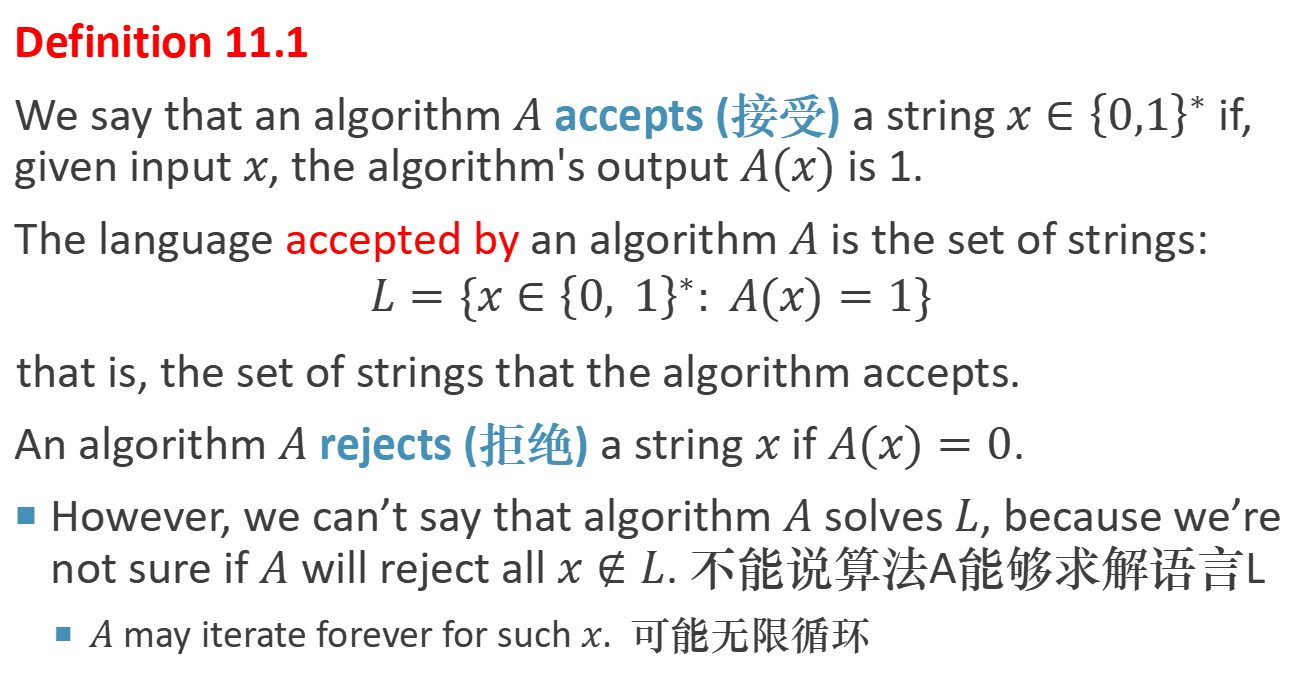 Definition 11.1
We say that an algorithm A accepts (接受) a string x ∈ {0,1}* if,
given input x, the algorithm's output A(x) is 1.
The language accepted by an algorithm A is the set of strings:
L = {x ∈ {0, 1}*: A(x) = 1}
that is, the set of strings that the algorithm accepts.
An algorithm A rejects (拒绝) a string x if A(x) = 0.
However, we can’t say that algorithm A solves L, because we’re
not sure if A will reject all x ∉ L. 不能说算法A能够求解语言L
A may iterate forever for such x. 可能无限循环